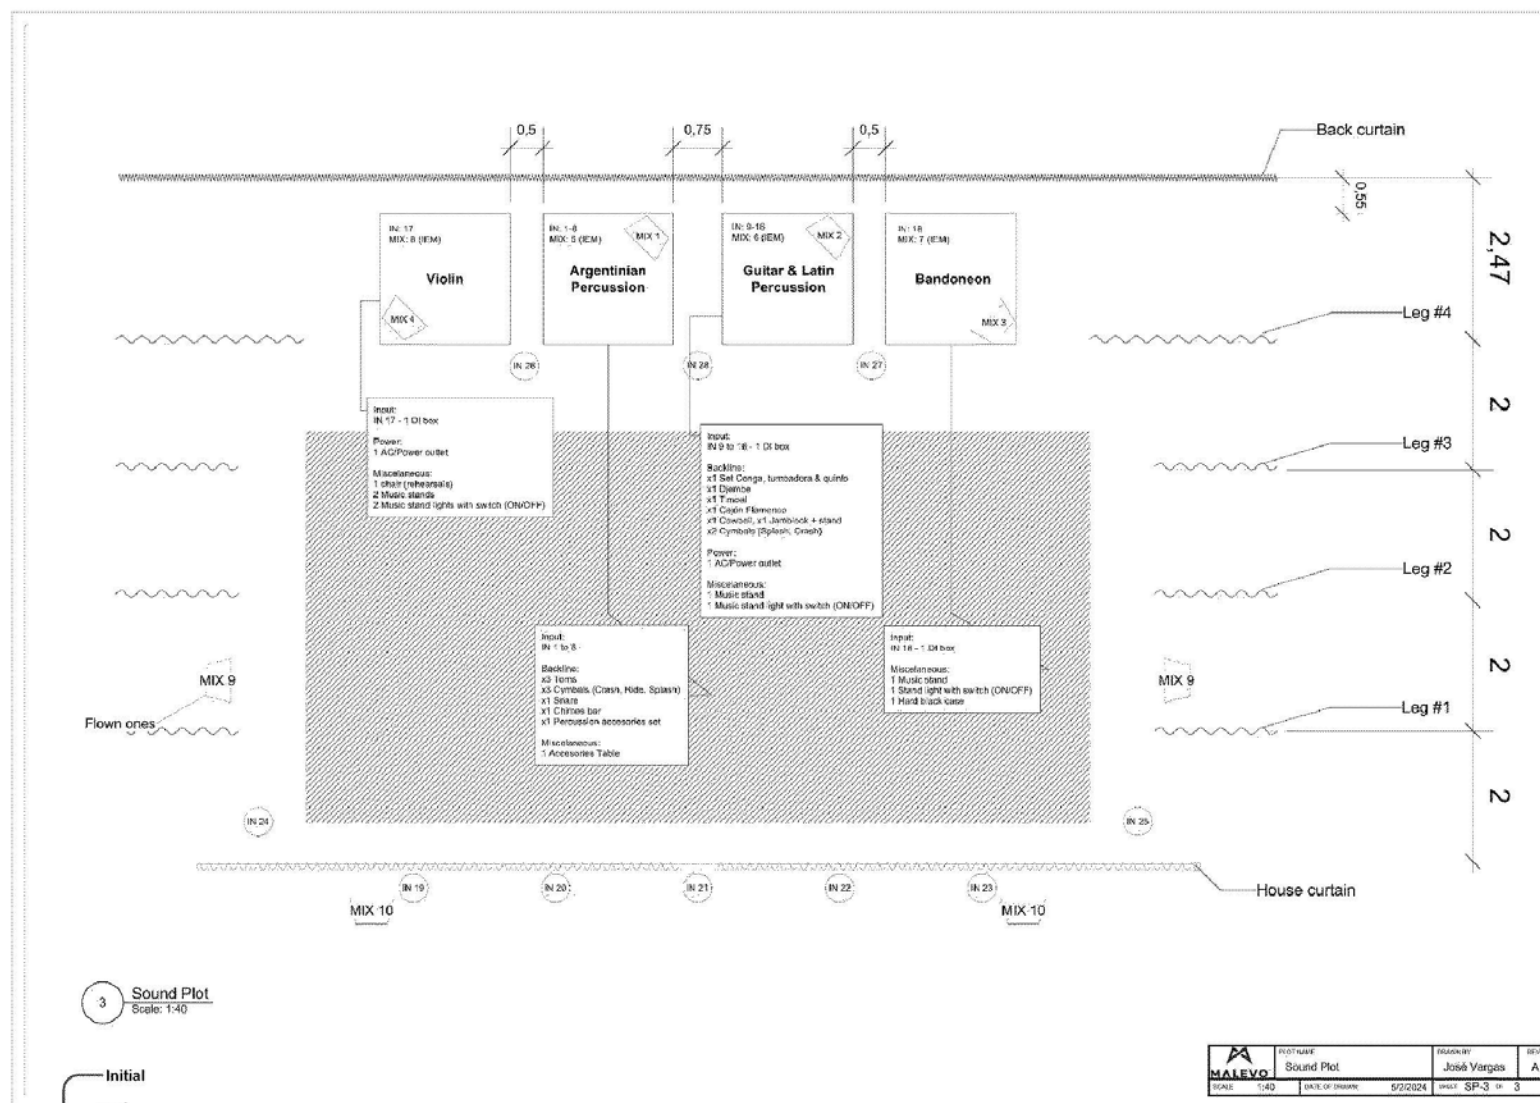 0,5
0,75
0,5
Back curtain
0,55
2,47
IN: 17
MIX: 8 (IEM)
Violin
MIX 4
IN: 1-8
MIX: 5 (IEM)
MIX 1
Argentinian
Percussion
IN: 9-16
MIX: 6 (IEM)
MIX 2
Guitar & Latin
Percussion
IN: 18
MIX: 7 (IEM)
Bandoneon
MIX 3
Leg #4
IN 26
IN 28
IN 27
2
Input:
IN 17 - 1 DI box
Power:
1 AC/Power outlet
Miscelaneous:
1 chair (rehearsals)
2 Music stands
2 Music stand lights with switch (ON/OFF)
Input:
IN 9 to 16 - 1 DI box
Backline:
x1 Set Conga, tumbadora & quinto
x1 Djembe
x1 Timbal
x1 Cajón Flamenco
x1 Cowbell, x1 Jamblock + stand
x2 Cymbals (Splash, Crash)
Power:
1 AC/Power outlet
Miscelaneous:
1 Music stand
1 Music stand light with switch (ON/OFF)
Leg #3
2
Leg #2
Input:
IN 1 to 8
Backline:
x3 Toms
x3 Cymbals (Crash, Ride, Splash)
x1 Snare
x1 Chimes bar
x1 Percussion accesories set
Miscelaneous:
1 Accesories Table
Input:
IN 18 - 1 DI box
Miscelaneous:
1 Music stand
1 Stand light with switch (ON/OFF)
1 Hard black case
2
MIX 9
MIX 9
Flown ones
Leg #1
2
IN 24
IN 25
IN 19
IN 20
IN 21
IN 22
IN 23
House curtain
MIX 10
MIX 10
3
Sound Plot
Scale: 1:40
Initial
MALEVO
PLOT NAME
Sound Plot
DRAWN BY
José Vargas
A
SCALE 1:40
DATE OF DRAWN 5/2/2024
SHEET SP-3 OF 3